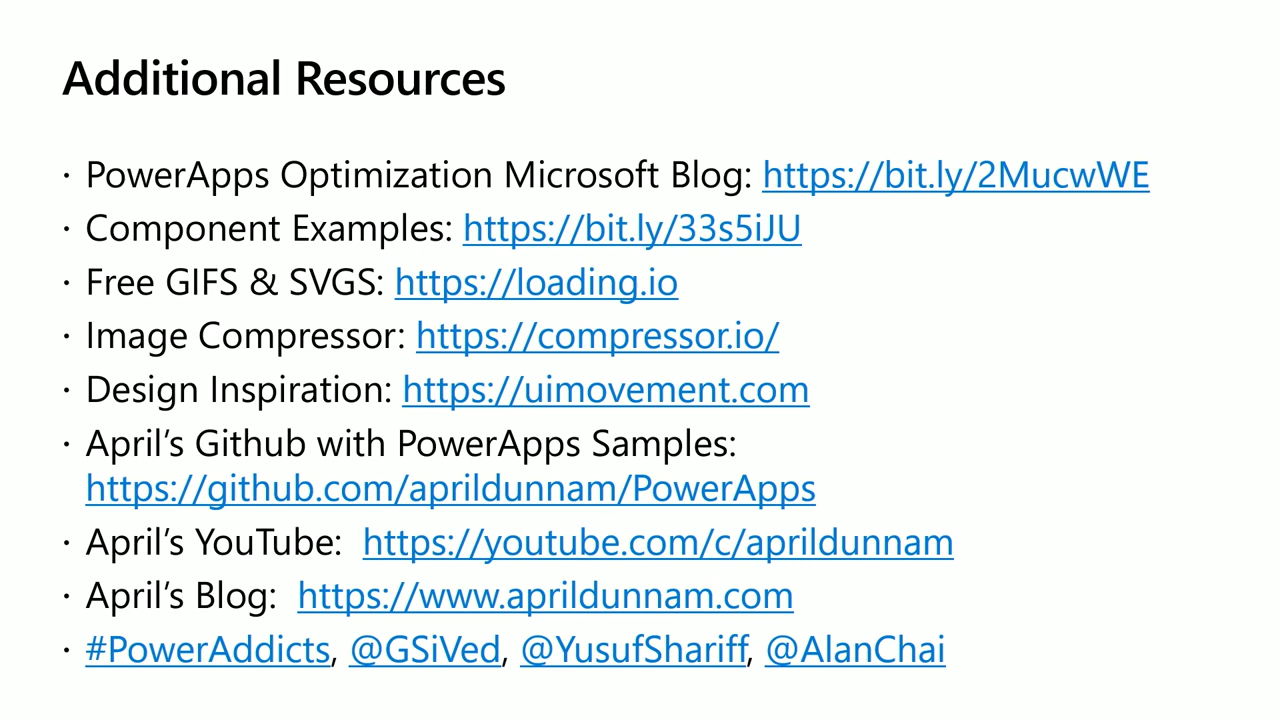 Additional Resources
· PowerApps Optimization Microsoft Blog: https://bit.ly/2MucwWE
· Component Examples: https://bit.ly/33s5iJU
· Free GIFS & SVGS: https://loading.io
· Image Compressor: https://compressor.io/
· Design Inspiration: https://uimovement.com
· April’s Github with PowerApps Samples:
https://github.com/aprildunnam/PowerApps
· April’s YouTube:  https://youtube.com/c/aprildunnam
· April’s Blog:  https://www.aprildunnam.com
· #PowerAddicts, @GSiVed, @YusufShariff, @AlanChai